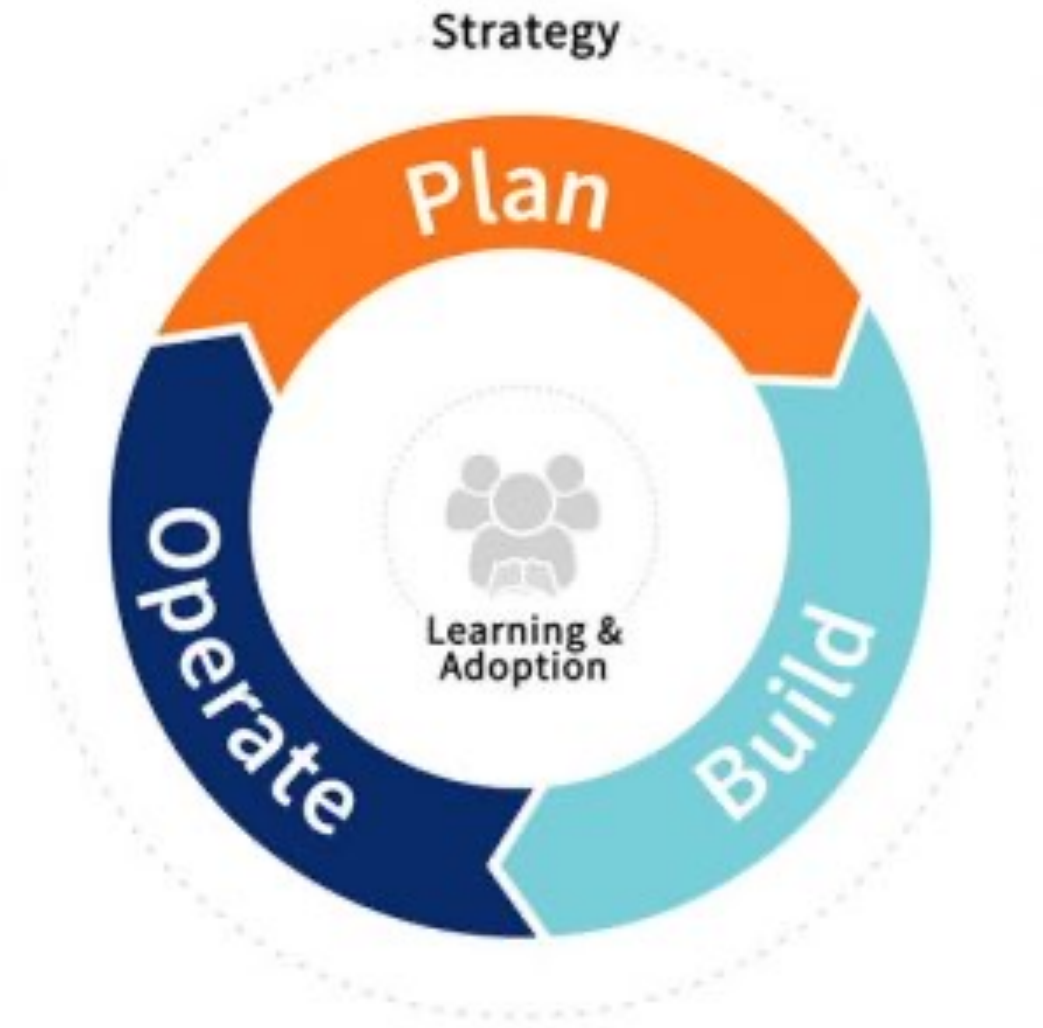 Strategy
Plan
Build
Operate
Learning &
Adoption